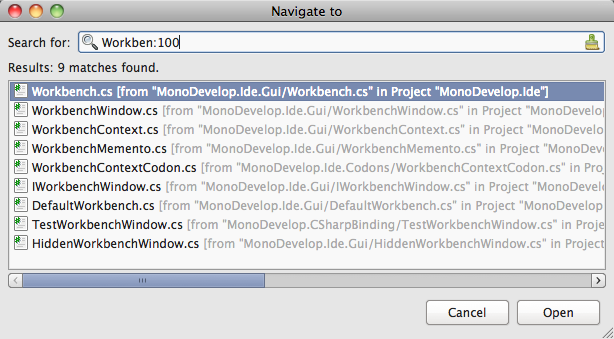 Navigate to
Search for: Workben:100
Results: 9 matches found.
Workbench.cs [from "MonoDevelop.Ide.Gui/Workbench.cs" in Project "MonoDevelop.Ide"]
WorkbenchWindow.cs [from "MonoDevelop.Ide.Gui/WorkbenchWindow.cs" in Project "MonoDevelop
WorkbenchContext.cs [from "MonoDevelop.Ide.Gui/WorkbenchContext.cs" in Project "MonoDevelop.
WorkbenchMemento.cs [from "MonoDevelop.Ide.Gui/WorkbenchMemento.cs" in Project "MonoDevelo
WorkbenchContextCodon.cs [from "MonoDevelop.Ide.Codons/WorkbenchContextCodon.cs" in Project
IWorkbenchWindow.cs [from "MonoDevelop.Ide.Gui/IWorkbenchWindow.cs" in Project "MonoDevelop.
DefaultWorkbench.cs [from "MonoDevelop.Ide.Gui/DefaultWorkbench.cs" in Project "MonoDevelop.I
TestWorkbenchWindow.cs [from "MonoDevelop.CSharpBinding/TestWorkbenchWindow.cs" in Project
HiddenWorkbenchWindow.cs [from "MonoDevelop.Ide.Gui/HiddenWorkbenchWindow.cs" in Project
Cancel Open